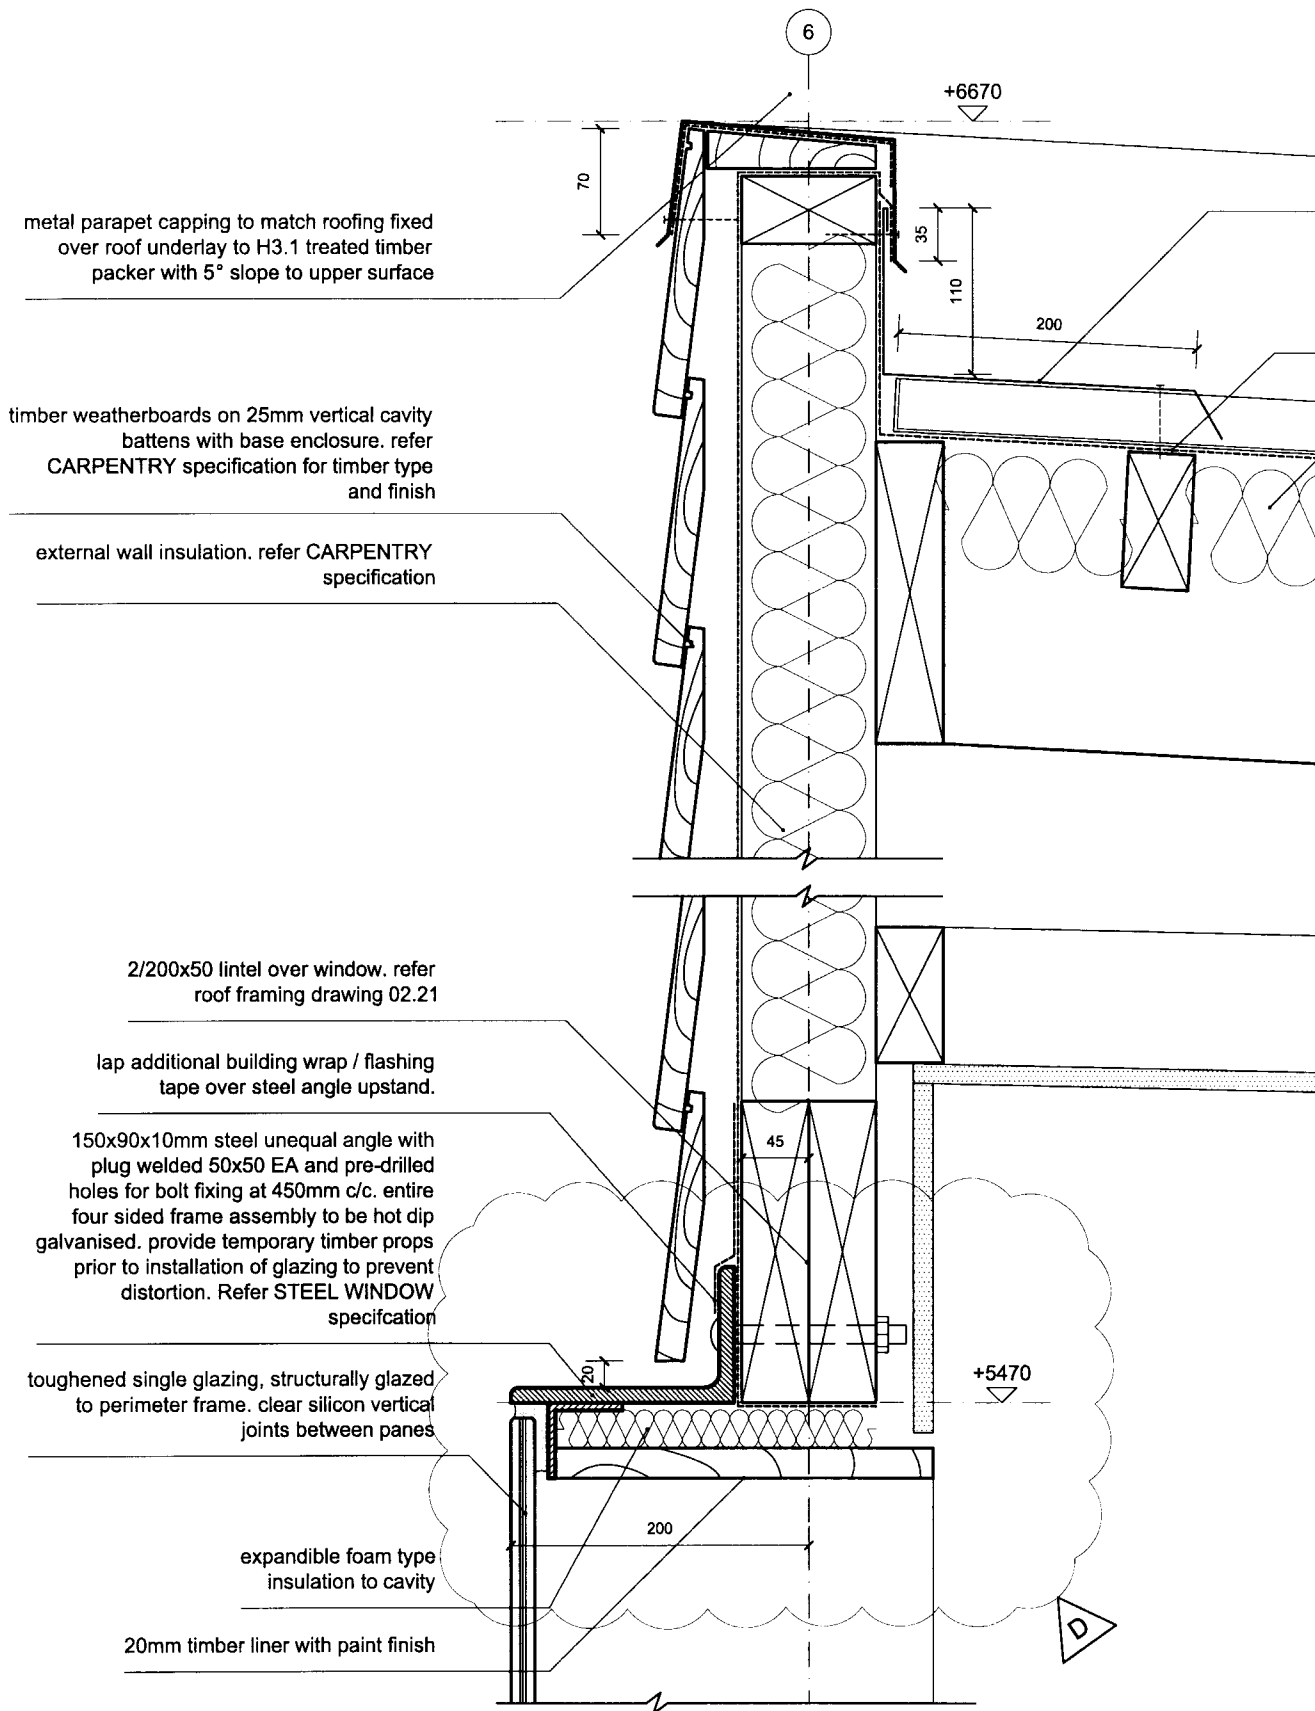 6
+6670
70
metal parapet capping to match roofing fixed
over roof underlay to H3.1 treated timber
packer with 5° slope to upper surface
35
110
200
timber weatherboards on 25mm vertical cavity
battens with base enclosure. refer
CARPENTRY specification for timber type
and finish
external wall insulation. refer CARPENTRY
specification
2/200x50 lintel over window. refer
roof framing drawing 02.21
lap additional building wrap / flashing
tape over steel angle upstand.
45
150x90x10mm steel unequal angle with
plug welded 50x50 EA and pre-drilled
holes for bolt fixing at 450mm c/c. entire
four sided frame assembly to be hot dip
galvanised. provide temporary timber props
prior to installation of glazing to prevent
distortion. Refer STEEL WINDOW
specifcation
20
+5470
toughened single glazing, structurally glazed
to perimeter frame. clear silicon vertical
joints between panes
200
expandible foam type
insulation to cavity
D
20mm timber liner with paint finish